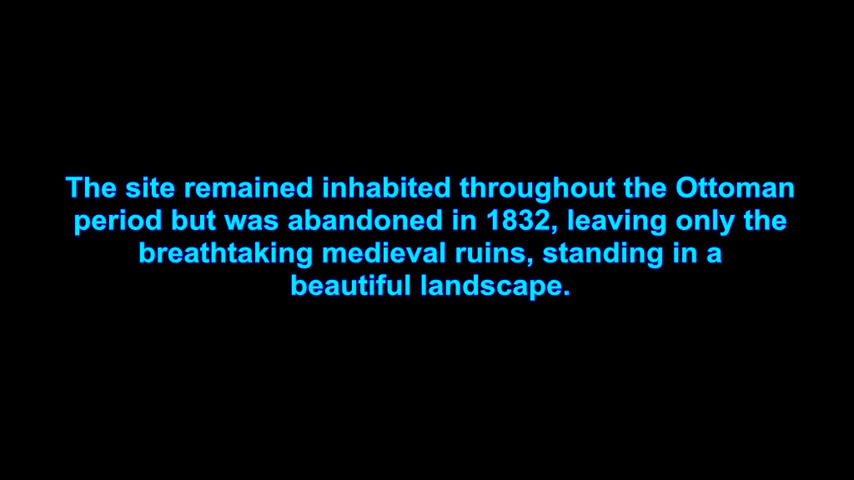 The site remained inhabited throughout the Ottoman
period but was abandoned in 1832, leaving only the
breathtaking medieval ruins, standing in a
beautiful landscape.